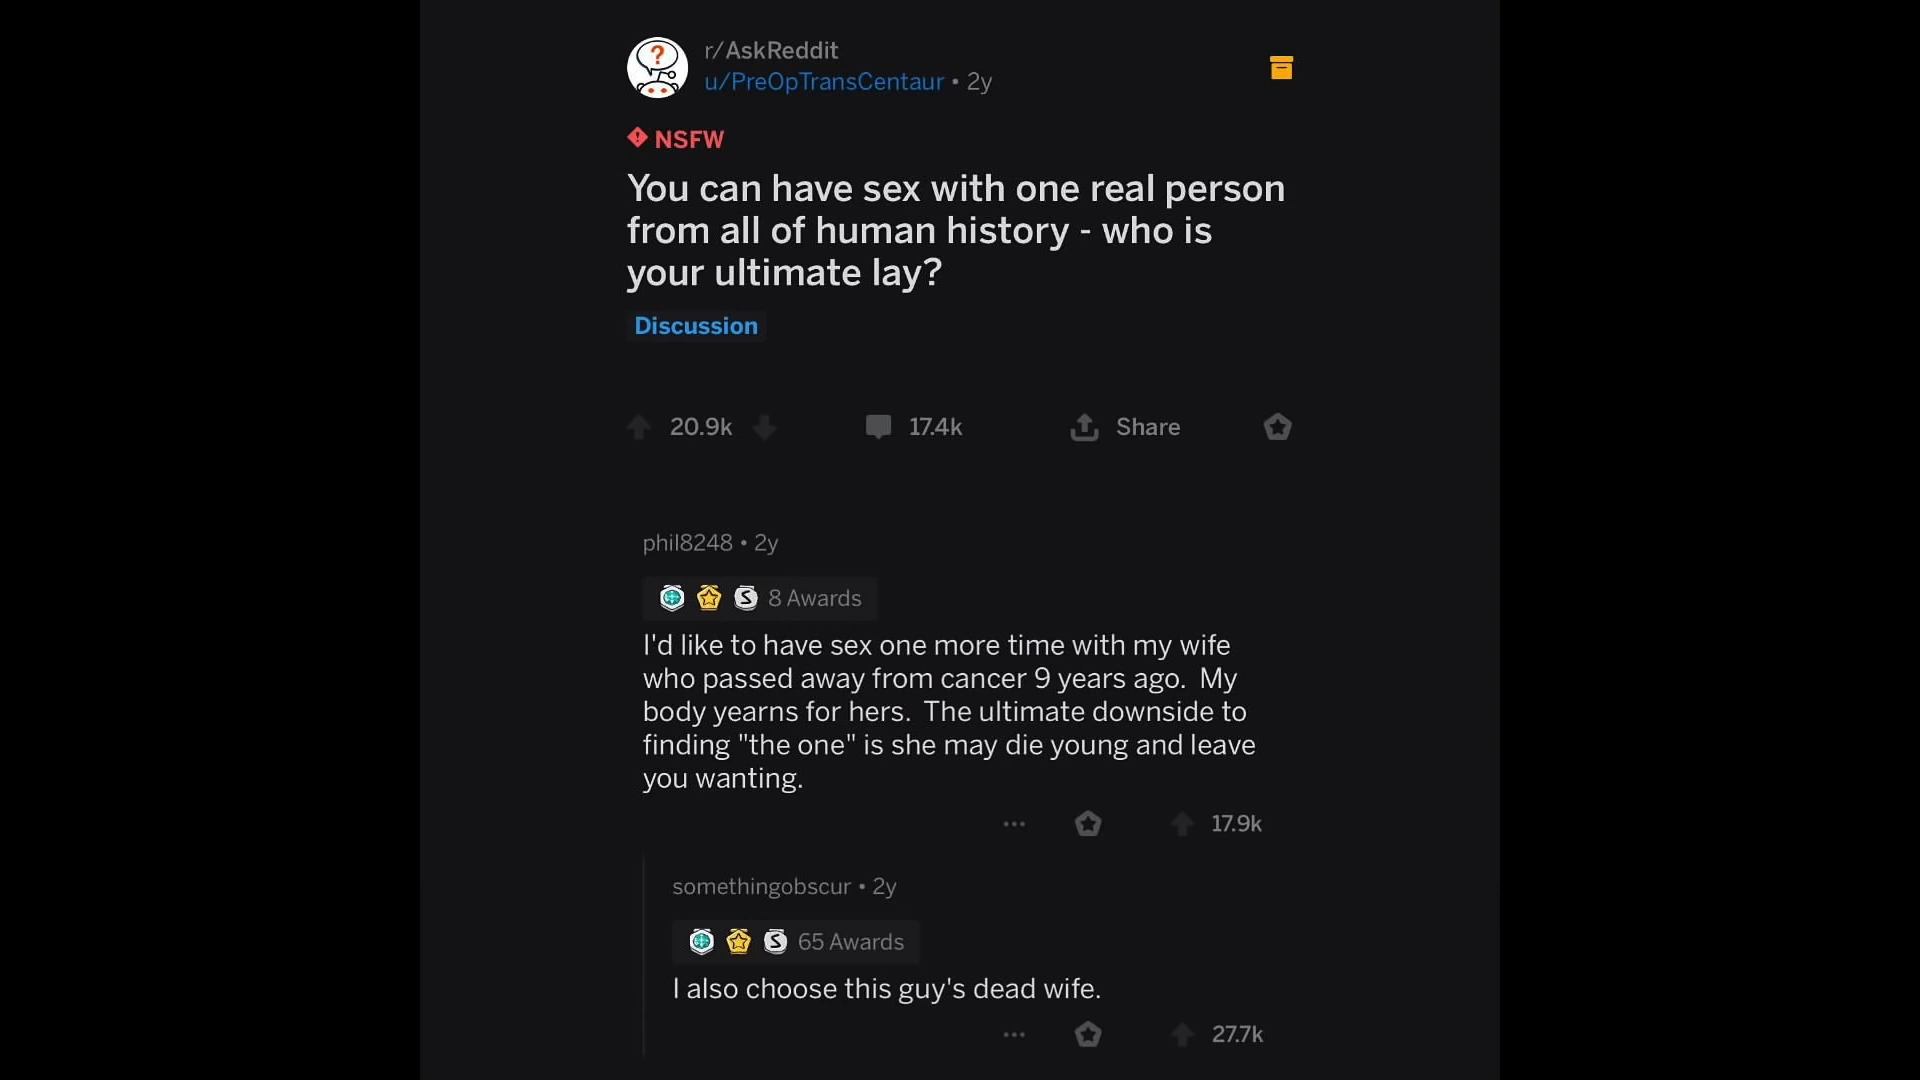 r/AskReddit
u/PreOpTransCentaur • 2y
NSFW
You can have sex with one real person
from all of human history - who is
your ultimate lay?
Discussion
20.9k 17.4k Share
phil8248 • 2y
8 Awards
I'd like to have sex one more time with my wife
who passed away from cancer 9 years ago.  My
body yearns for hers.  The ultimate downside to
finding "the one" is she may die young and leave
you wanting.
17.9k
somethingobscur • 2y
65 Awards
I also choose this guy's dead wife.
27.7k